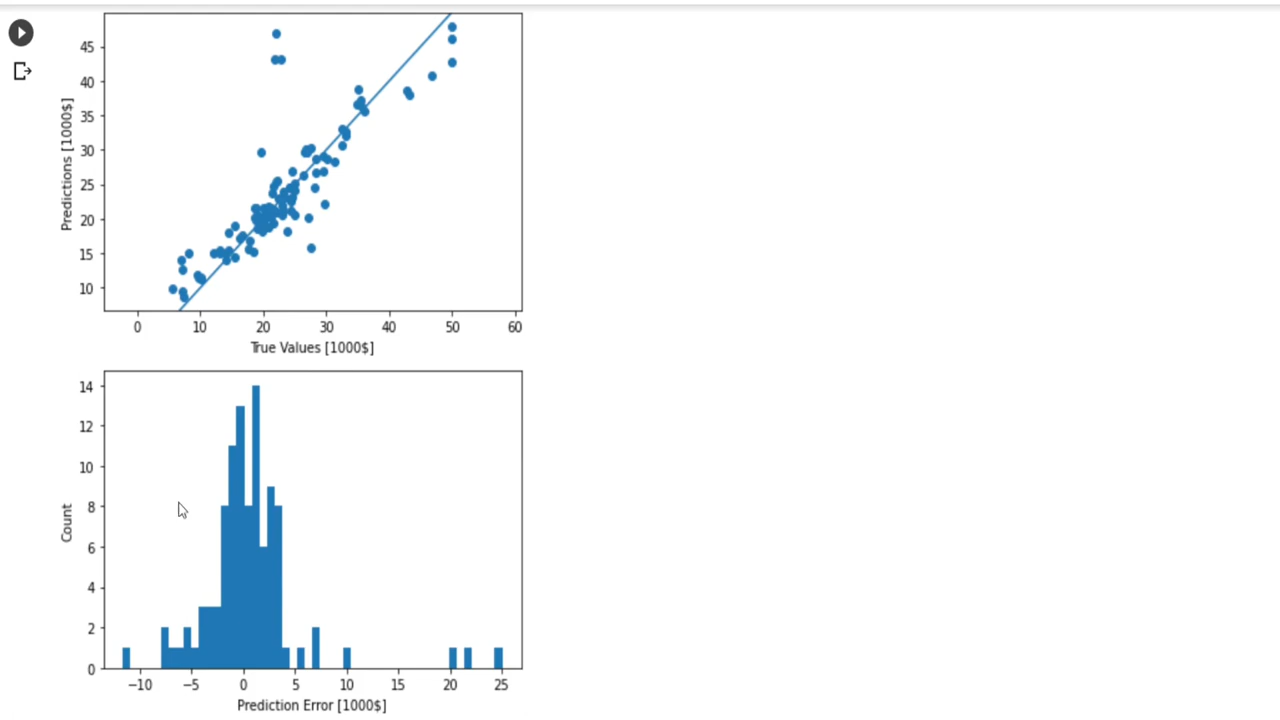 45
40
35
30
25
20
15
10
Predictions [1000$]
0 10 20 30 40 50 60
True Values [1000$]
14
12
10
8
6
4
2
0
Count
−10 −5 0 5 10 15 20 25
Prediction Error [1000$]